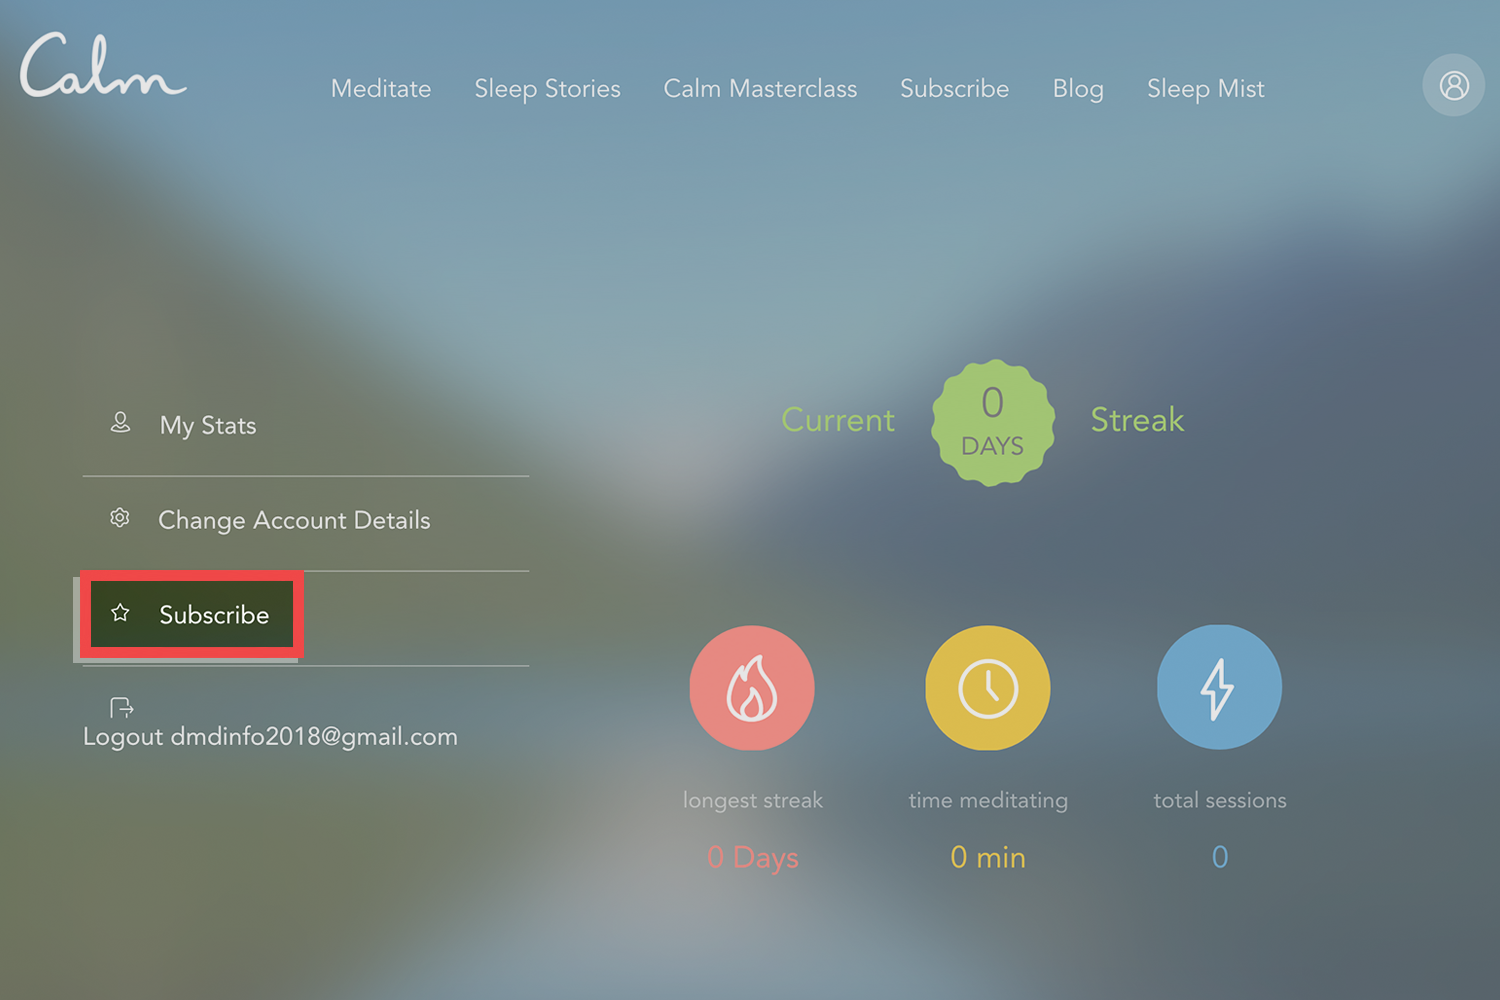 Calm
Meditate Sleep Stories Calm Masterclass Subscribe Blog Sleep Mist
My Stats
Change Account Details
Subscribe
Logout dmdinfo2018@gmail.com
Current 0 DAYS Streak
longest streak
0 Days
time meditating
0 min
total sessions
0